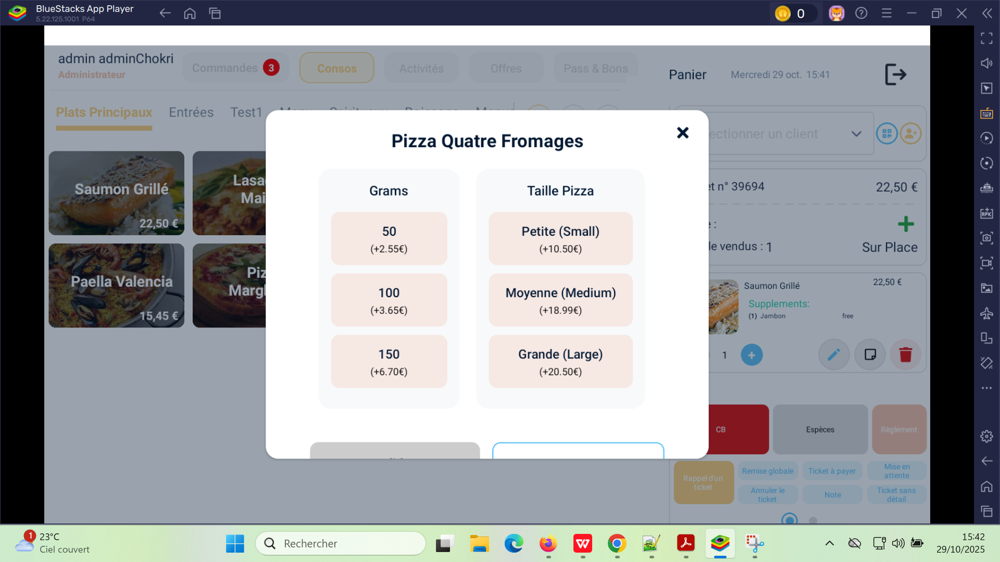 BlueStacks App Player
5.22.125.1001 P64
0
admin adminChokri
Administrateur
Commandes 3
Consos
Activités
Offres
Pass & Bons
Panier
Mercredi 29 oct. 15:41
Plats Principaux
Entrées
Test1
Saumon Grillé
22,50 €
Paella Valencia
15,45 €
Pizza Quatre Fromages
Grams
50
(+2.55€)
100
(+3.65€)
150
(+6.70€)
Taille Pizza
Petite (Small)
(+10.50€)
Moyenne (Medium)
(+18.99€)
Grande (Large)
(+20.50€)
ectionner un client
et n° 39694
22,50 €
e :
le vendus : 1
Sur Place
Saumon Grillé
22,50 €
Supplements:
(1) Jambon
free
1
CB
Espèces
Règlement
Rappel d'un
ticket
Remise globale
Ticket à payer
Mise en
attente
Annuler le
ticket
Note
Ticket sans
détail
1
23°C
Ciel couvert
Rechercher
15:42
29/10/2025